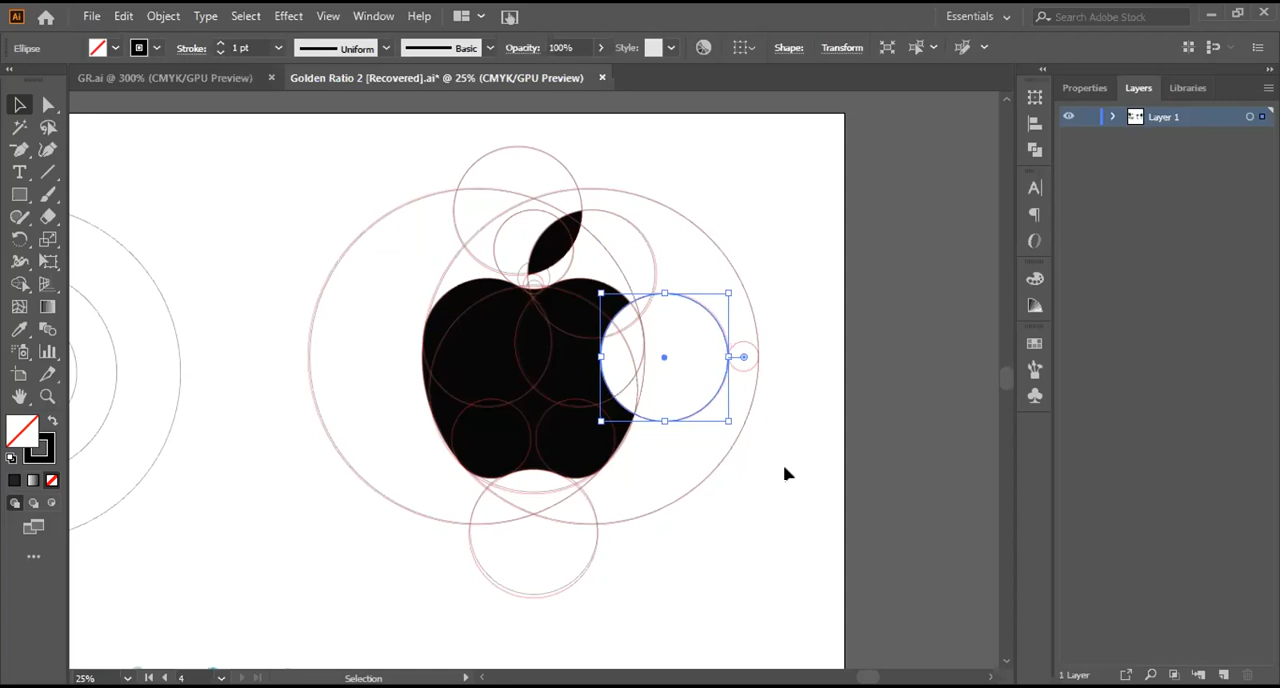 Ai File Edit Object Type Select Effect View Window Help Essentials Search Adobe Stock
Ellipse Stroke: 1 pt Uniform Basic Opacity: 100% Style: Shape: Transform
GR.ai @ 300% (CMYK/GPU Preview) × Golden Ratio 2 [Recovered].ai* @ 25% (CMYK/GPU Preview) ×
Properties Layers Libraries
Layer 1
25% 4 Selection
1 Layer